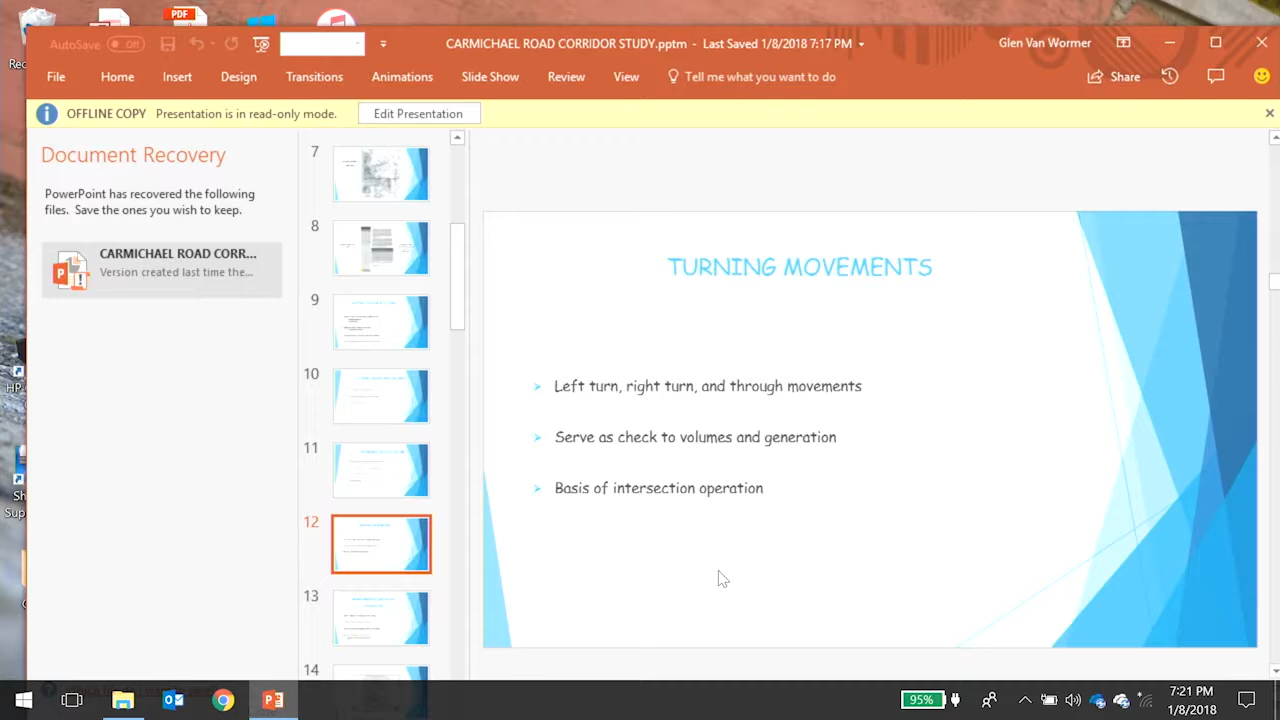 PDF
AutoSave Off
CARMICHAEL ROAD CORRIDOR STUDY.pptm - Last Saved 1/8/2018 7:17 PM
Glen Van Wormer
File Home Insert Design Transitions Animations Slide Show Review View Tell me what you want to do Share
OFFLINE COPY Presentation is in read-only mode. Edit Presentation
Document Recovery
PowerPoint has recovered the following
files. Save the ones you wish to keep.
CARMICHAEL ROAD CORR...
Version created last time the...
7
8
9
10
11
12
13
14
TURNING MOVEMENTS
Left turn, right turn, and through movements
Serve as check to volumes and generation
Basis of intersection operation
95%
7:21 PM
1/8/2018